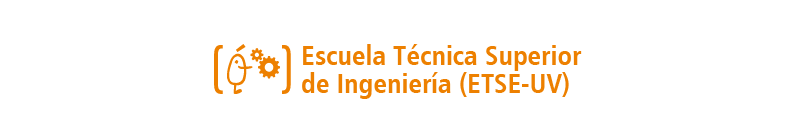 Escuela Técnica Superior
de Ingeniería (ETSE-UV)